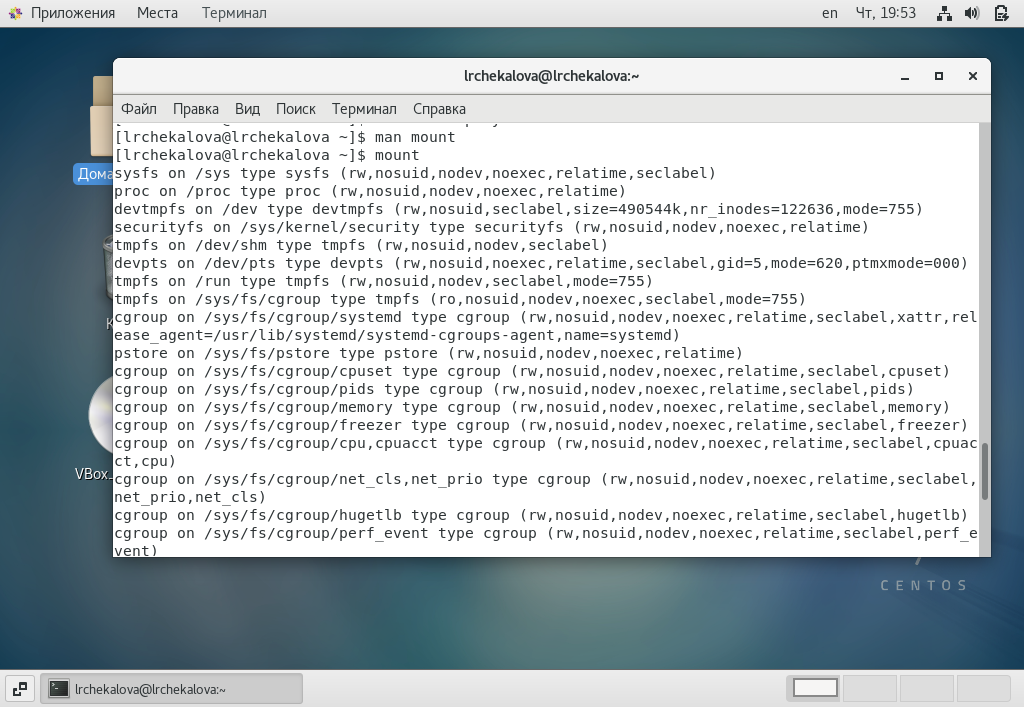 Приложения Места Терминал en Чт, 19:53
lrchekalova@lrchekalova:~
Файл Правка Вид Поиск Терминал Справка
[lrchekalova@lrchekalova ~]$ man mount
[lrchekalova@lrchekalova ~]$ mount
sysfs on /sys type sysfs (rw,nosuid,nodev,noexec,relatime,seclabel)
proc on /proc type proc (rw,nosuid,nodev,noexec,relatime)
devtmpfs on /dev type devtmpfs (rw,nosuid,seclabel,size=490544k,nr_inodes=122636,mode=755)
securityfs on /sys/kernel/security type securityfs (rw,nosuid,nodev,noexec,relatime)
tmpfs on /dev/shm type tmpfs (rw,nosuid,nodev,seclabel)
devpts on /dev/pts type devpts (rw,nosuid,noexec,relatime,seclabel,gid=5,mode=620,ptmxmode=000)
tmpfs on /run type tmpfs (rw,nosuid,nodev,seclabel,mode=755)
tmpfs on /sys/fs/cgroup type tmpfs (ro,nosuid,nodev,noexec,seclabel,mode=755)
cgroup on /sys/fs/cgroup/systemd type cgroup (rw,nosuid,nodev,noexec,relatime,seclabel,xattr,rel
ease_agent=/usr/lib/systemd/systemd-cgroups-agent,name=systemd)
pstore on /sys/fs/pstore type pstore (rw,nosuid,nodev,noexec,relatime)
cgroup on /sys/fs/cgroup/cpuset type cgroup (rw,nosuid,nodev,noexec,relatime,seclabel,cpuset)
cgroup on /sys/fs/cgroup/pids type cgroup (rw,nosuid,nodev,noexec,relatime,seclabel,pids)
cgroup on /sys/fs/cgroup/memory type cgroup (rw,nosuid,nodev,noexec,relatime,seclabel,memory)
cgroup on /sys/fs/cgroup/freezer type cgroup (rw,nosuid,nodev,noexec,relatime,seclabel,freezer)
cgroup on /sys/fs/cgroup/cpu,cpuacct type cgroup (rw,nosuid,nodev,noexec,relatime,seclabel,cpuac
ct,cpu)
cgroup on /sys/fs/cgroup/net_cls,net_prio type cgroup (rw,nosuid,nodev,noexec,relatime,seclabel,
net_prio,net_cls)
cgroup on /sys/fs/cgroup/hugetlb type cgroup (rw,nosuid,nodev,noexec,relatime,seclabel,hugetlb)
cgroup on /sys/fs/cgroup/perf_event type cgroup (rw,nosuid,nodev,noexec,relatime,seclabel,perf_e
vent)
Дома
VBox_
CENTOS
lrchekalova@lrchekalova:~